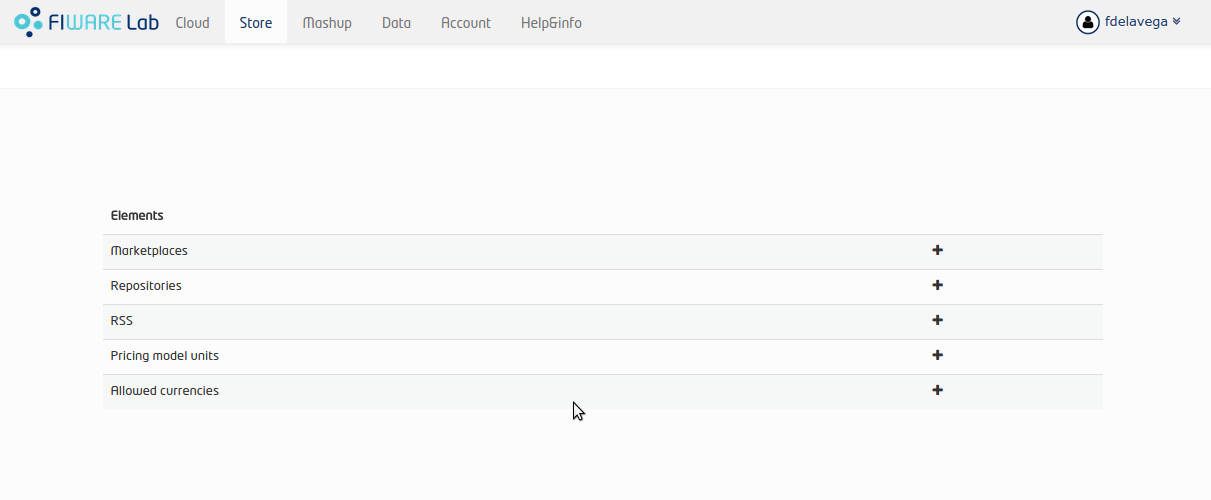 FIWARE Lab Cloud Store Mashup Data Account Help&info fdelavega
Elements
Marketplaces
Repositories
RSS
Pricing model units
Allowed currencies